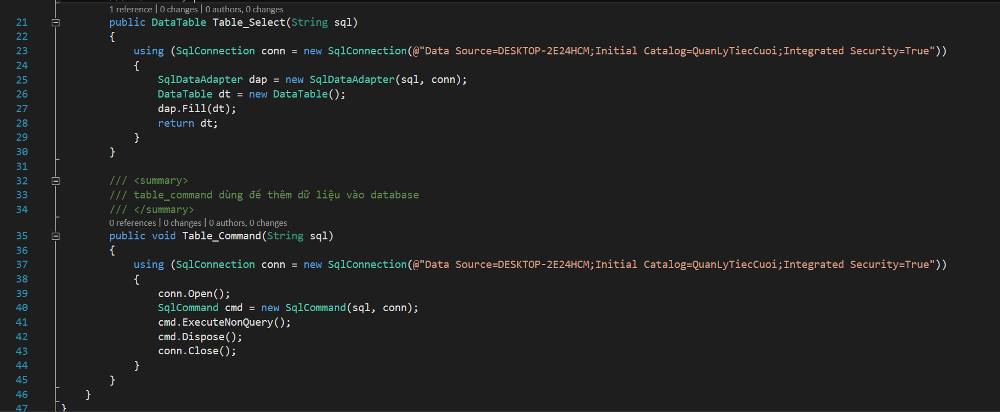 1 reference | 0 changes | 0 authors, 0 changes
21 public DataTable Table_Select(String sql)
22 {
23 using (SqlConnection conn = new SqlConnection(@"Data Source=DESKTOP-2E24HCM;Initial Catalog=QuanLyTiecCuoi;Integrated Security=True"))
24 {
25 SqlDataAdapter dap = new SqlDataAdapter(sql, conn);
26 DataTable dt = new DataTable();
27 dap.Fill(dt);
28 return dt;
29 }
30 }
31
32 /// <summary>
33 /// table_command dùng để thêm dữ liệu vào database
34 /// </summary>
0 references | 0 changes | 0 authors, 0 changes
35 public void Table_Command(String sql)
36 {
37 using (SqlConnection conn = new SqlConnection(@"Data Source=DESKTOP-2E24HCM;Initial Catalog=QuanLyTiecCuoi;Integrated Security=True"))
38 {
39 conn.Open();
40 SqlCommand cmd = new SqlCommand(sql, conn);
41 cmd.ExecuteNonQuery();
42 cmd.Dispose();
43 conn.Close();
44 }
45 }
46 }
47 }